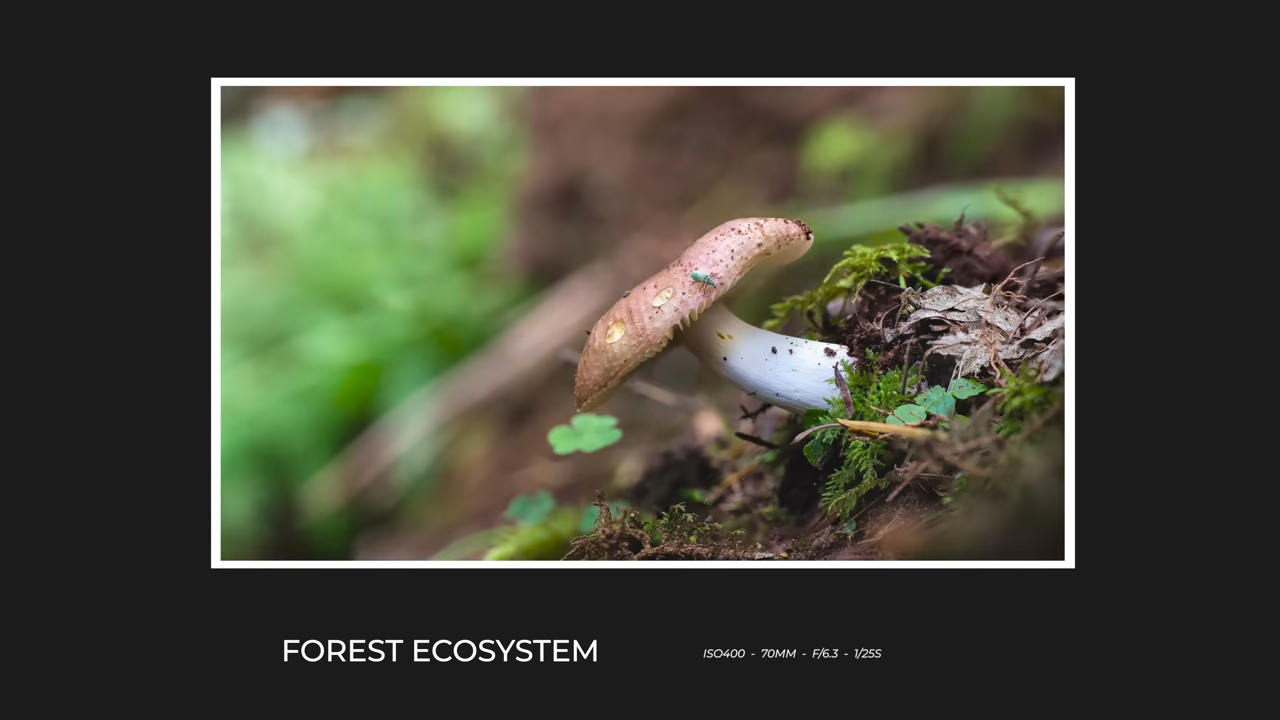 FOREST ECOSYSTEM
ISO400 - 70MM - F/6.3 - 1/25S